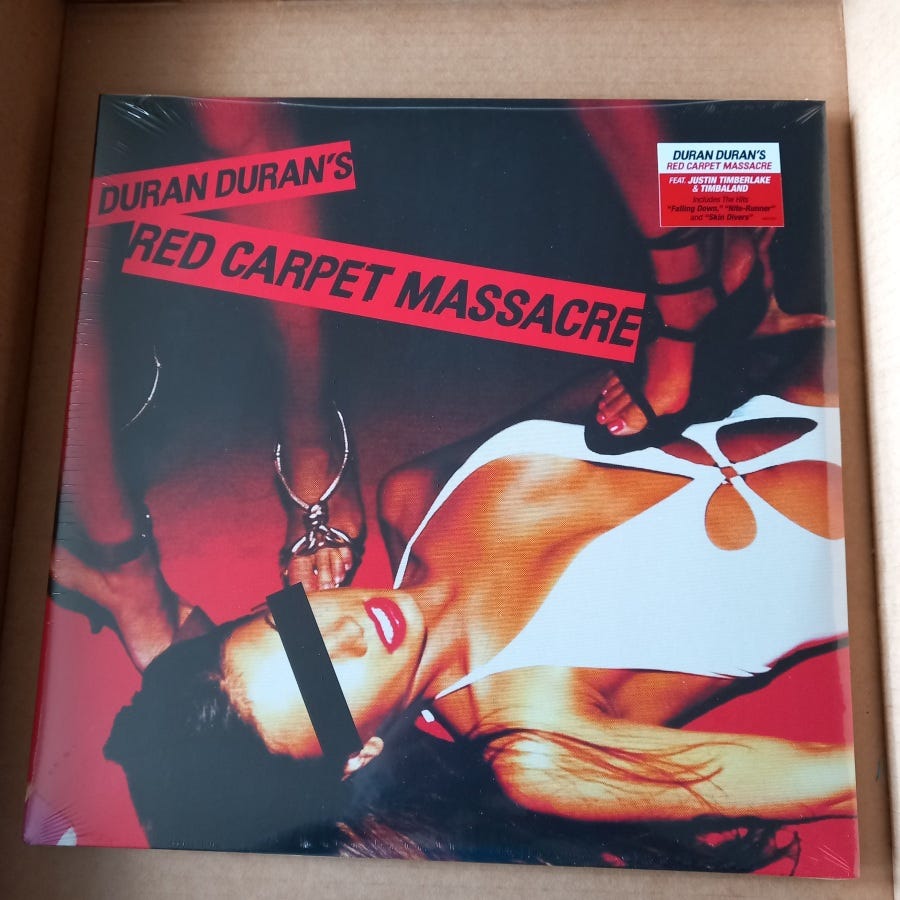 DURAN DURAN'S
RED CARPET MASSACRE
DURAN DURAN'S
RED CARPET MASSACRE
FEAT. JUSTIN TIMBERLAKE
& TIMBALAND
Includes The Hits
"Falling Down," "Nite-Runner"
and "Skin Divers"